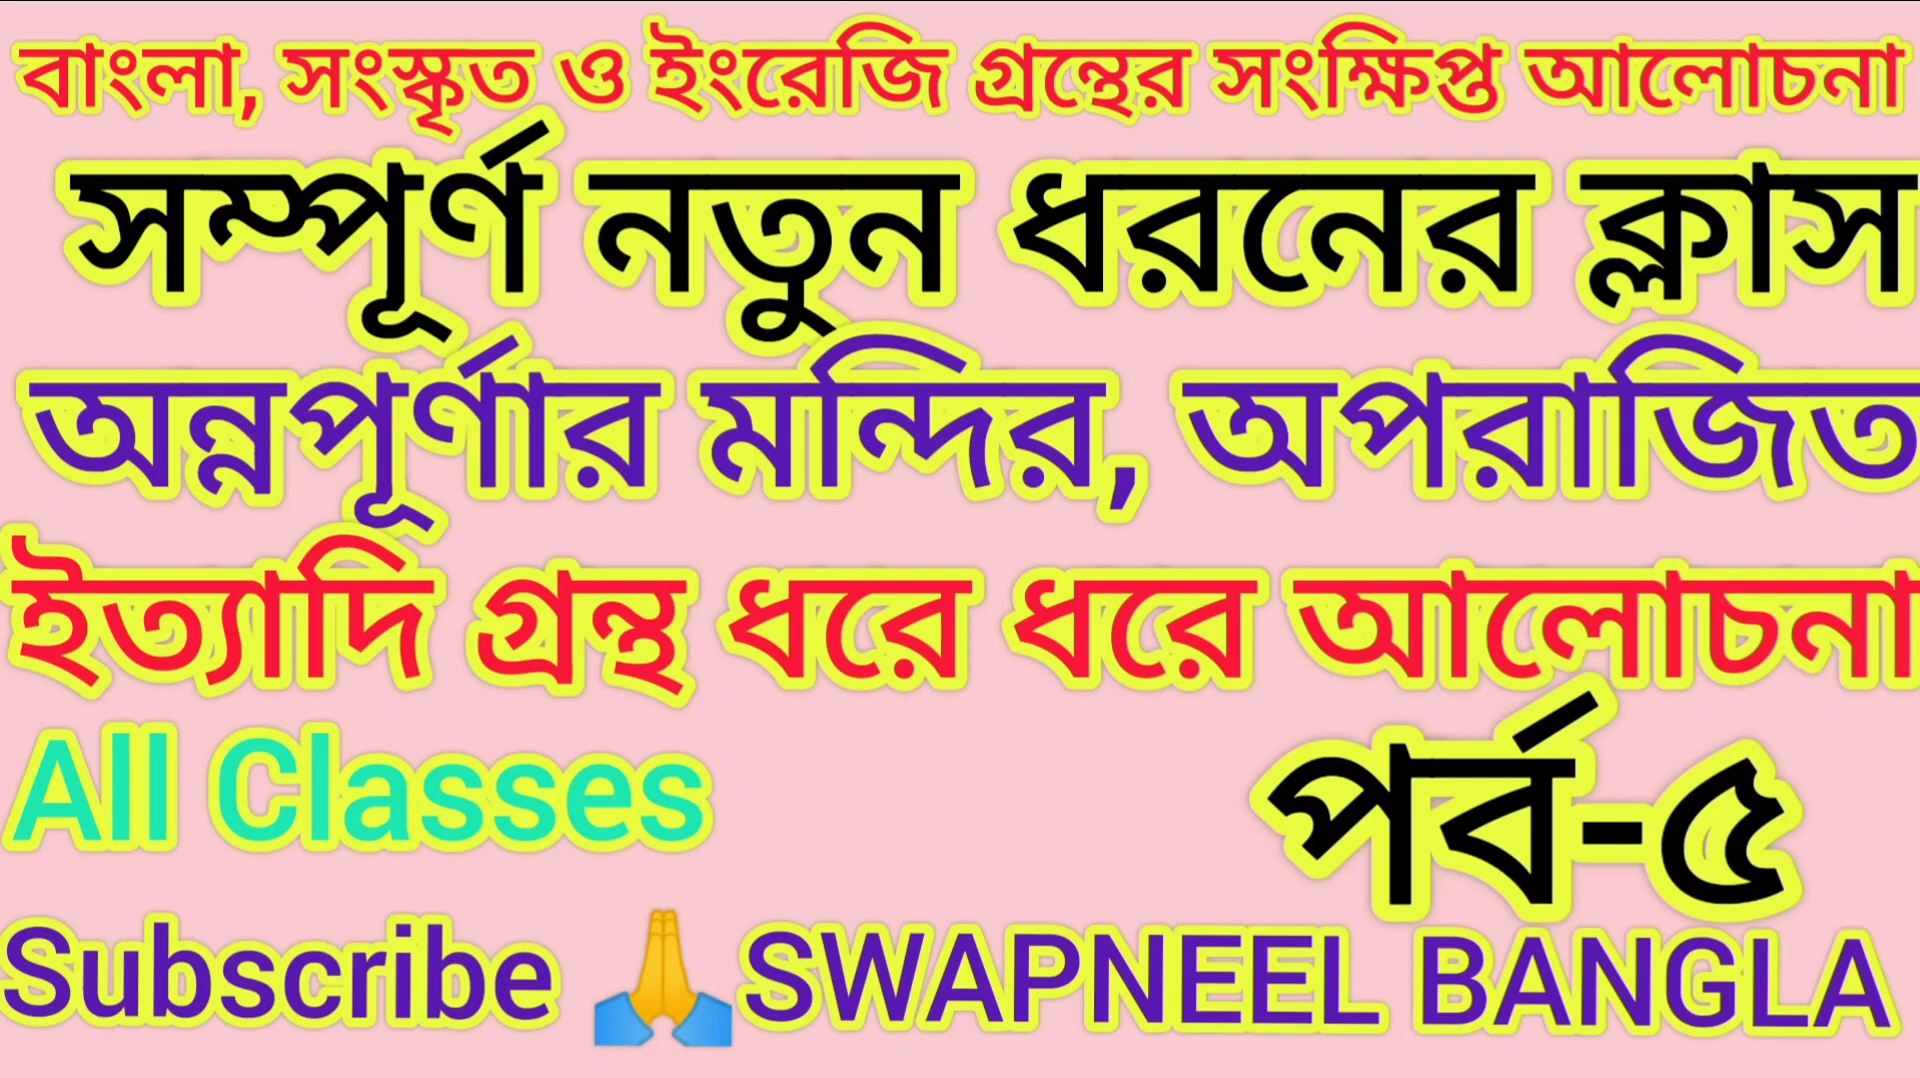 বাংলা, সংস্কৃত ও ইংরেজি গ্রন্থের সংক্ষিপ্ত আলোচনা
সম্পূর্ণ নতুন ধরনের ক্লাস
অন্নপূর্ণার মন্দির, অপরাজিত
ইত্যাদি গ্রন্থ ধরে ধরে আলোচনা
All Classes
পর্ব-৫
Subscribe 🙏SWAPNEEL BANGLA